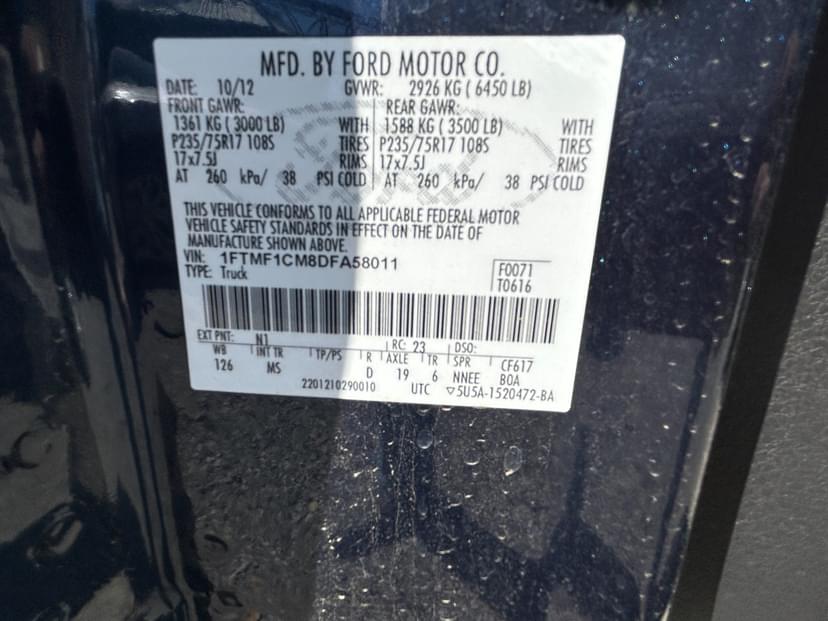 MFD. BY FORD MOTOR CO.
DATE: 10/12 GVWR: 2926 KG ( 6450 LB)
FRONT GAWR: REAR GAWR:
1361 KG ( 3000 LB) WITH 1588 KG ( 3500 LB) WITH
P235/75R17 108S TIRES P235/75R17 108S TIRES
17x7.5J RIMS 17x7.5J RIMS
AT 260 kPa/ 38 PSI COLD AT 260 kPa/ 38 PSI COLD
THIS VEHICLE CONFORMS TO ALL APPLICABLE FEDERAL MOTOR
VEHICLE SAFETY STANDARDS IN EFFECT ON THE DATE OF
MANUFACTURE SHOWN ABOVE.
VIN: 1FTMF1CM8DFA58011 F0071
TYPE: Truck T0616
EXT PNT: N1 RC: 23 DSO:
WB INT TR TP/PS R AXLE TR SPR CF617
126 MS D 19 6 NNEE BOA
2201210290010 UTC ▽5U5A-1520472-BA